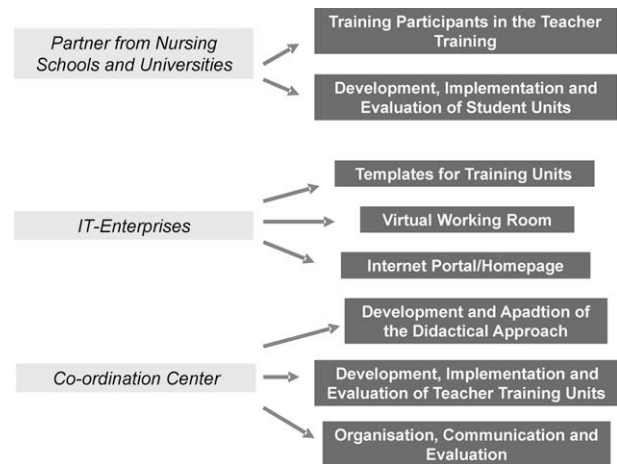 Partner from Nursing
Schools and Universities
Training Participants in the Teacher
Training
Development, Implementation and
Evaluation of Student Units
IT-Enterprises
Templates for Training Units
Virtual Working Room
Internet Portal/Homepage
Co-ordination Center
Development and Apadtion of
the Didactical Approach
Development, Implementation and
Evaluation of Teacher Training Units
Organisation, Communication and
Evaluation